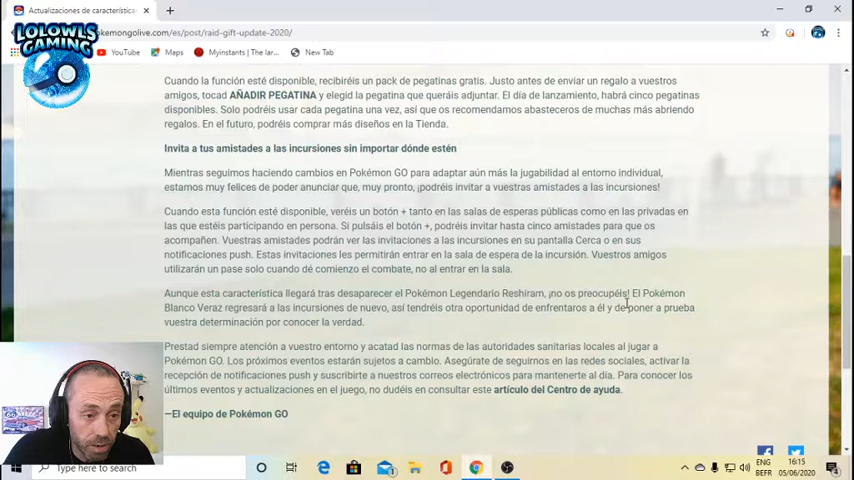 Actualizaciones de característica
LOLOWLS
GAMING
okemongolive.com/es/post/raid-gift-update-2020/
YouTube
Maps
Myinstants | The lar...
New Tab
Cuando la función esté disponible, recibiréis un pack de pegatinas gratis. Justo antes de enviar un regalo a vuestros
amigos, tocad AÑADIR PEGATINA y elegid la pegatina que queráis adjuntar. El día de lanzamiento, habrá cinco pegatinas
disponibles. Solo podréis usar cada pegatina una vez, así que os recomendamos abasteceros de muchas más abriendo
regalos. En el futuro, podréis comprar más diseños en la Tienda.
Invita a tus amistades a las incursiones sin importar dónde estén
Mientras seguimos haciendo cambios en Pokémon GO para adaptar aún más la jugabilidad al entorno individual,
estamos muy felices de poder anunciar que, muy pronto, ¡podréis invitar a vuestras amistades a las incursiones!
Cuando esta función esté disponible, veréis un botón + tanto en las salas de esperas públicas como en las privadas en
las que estéis participando en persona. Si pulsáis el botón +, podréis invitar hasta cinco amistades para que os
acompañen. Vuestras amistades podrán ver las invitaciones a las incursiones en su pantalla Cerca o en sus
notificaciones push. Estas invitaciones les permitirán entrar en la sala de espera de la incursión. Vuestros amigos
utilizarán un pase solo cuando dé comienzo el combate, no al entrar en la sala.
Aunque esta característica llegará tras desaparecer el Pokémon Legendario Reshiram, ¡no os preocupéis! El Pokémon
Blanco Veraz regresará a las incursiones de nuevo, así tendréis otra oportunidad de enfrentaros a él y de poner a prueba
vuestra determinación por conocer la verdad.
Prestad siempre atención a vuestro entorno y acatad las normas de las autoridades sanitarias locales al jugar a
Pokémon GO. Los próximos eventos estarán sujetos a cambio. Asegúrate de seguirnos en las redes sociales, activar la
recepción de notificaciones push y suscribirte a nuestros correos electrónicos para mantenerte al día. Para conocer los
últimos eventos y actualizaciones en el juego, no dudéis en consultar este artículo del Centro de ayuda.
—El equipo de Pokémon GO
Type here to search
ENG
BEFR
16:15
05/06/2020